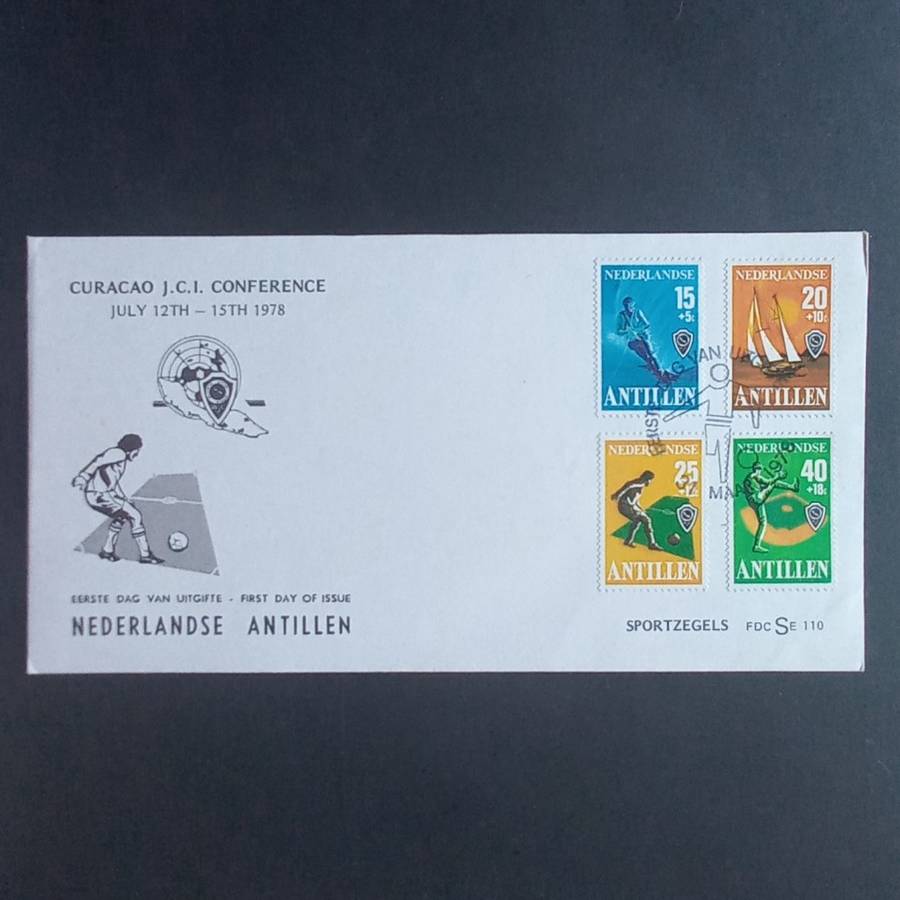 CURACAO J.C.I. CONFERENCE
JULY 12TH – 15TH 1978
NEDERLANDSE
15
+5c
ANTILLEN
NEDERLANDSE
20
+10c
ANTILLEN
NEDERLANDSE
25
ANTILLEN
NEDERLANDSE
40
+18c
ANTILLEN
VAN
EERSTE DAG VAN UITGIFTE - FIRST DAY OF ISSUE
NEDERLANDSE ANTILLEN
SPORTZEGELS FDC SE 110